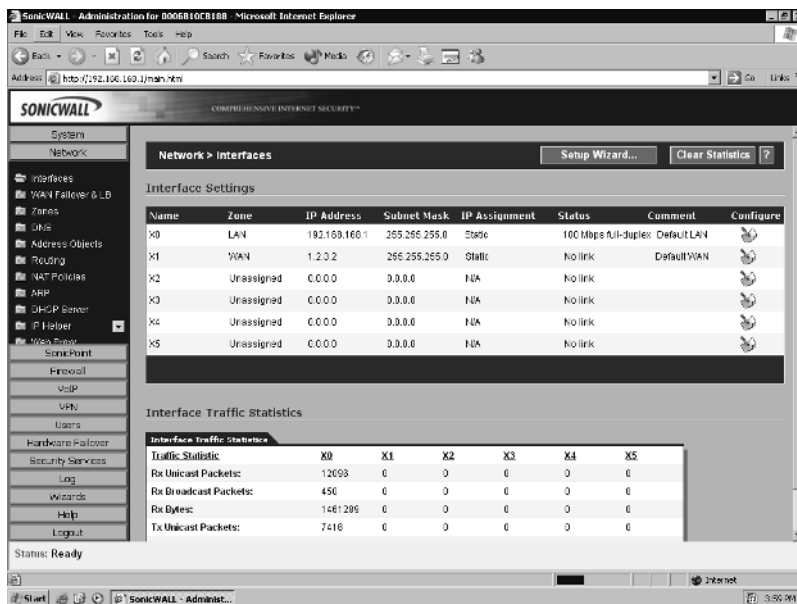 SonicWALL - Administration for 0006B10CB188 - Microsoft Internet Explorer
File Edit View Favorites Tools Help
Back Search Favorites Media
Address http://192.168.168.1/main.html Go Links
SONICWALL COMPREHENSIVE INTERNET SECURITY™
System
Network
Interfaces
WAN Failover & LB
Zones
DNS
Address Objects
Routing
NAT Policies
ARP
DHCP Server
IP Helper
Web Proxy
SonicPoint
Firewall
VoIP
VPN
Users
Hardware Failover
Security Services
Log
Wizards
Help
Logout
Network > Interfaces Setup Wizard... Clear Statistics ?
Interface Settings
Name Zone IP Address Subnet Mask IP Assignment Status Comment Configure
X0 LAN 192.168.168.1 255.255.255.0 Static 100 Mbps full-duplex Default LAN
X1 WAN 1.2.3.2 255.255.255.0 Static No link Default WAN
X2 Unassigned 0.0.0.0 0.0.0.0 N/A No link
X3 Unassigned 0.0.0.0 0.0.0.0 N/A No link
X4 Unassigned 0.0.0.0 0.0.0.0 N/A No link
X5 Unassigned 0.0.0.0 0.0.0.0 N/A No link
Interface Traffic Statistics
Interface Traffic Statistics
Traffic Statistic X0 X1 X2 X3 X4 X5
Rx Unicast Packets: 12093 0 0 0 0 0
Rx Broadcast Packets: 450 0 0 0 0 0
Rx Bytes: 1461289 0 0 0 0 0
Tx Unicast Packets: 7416 0 0 0 0 0
Status: Ready
Internet
Start SonicWALL - Administ... 3:59 PM